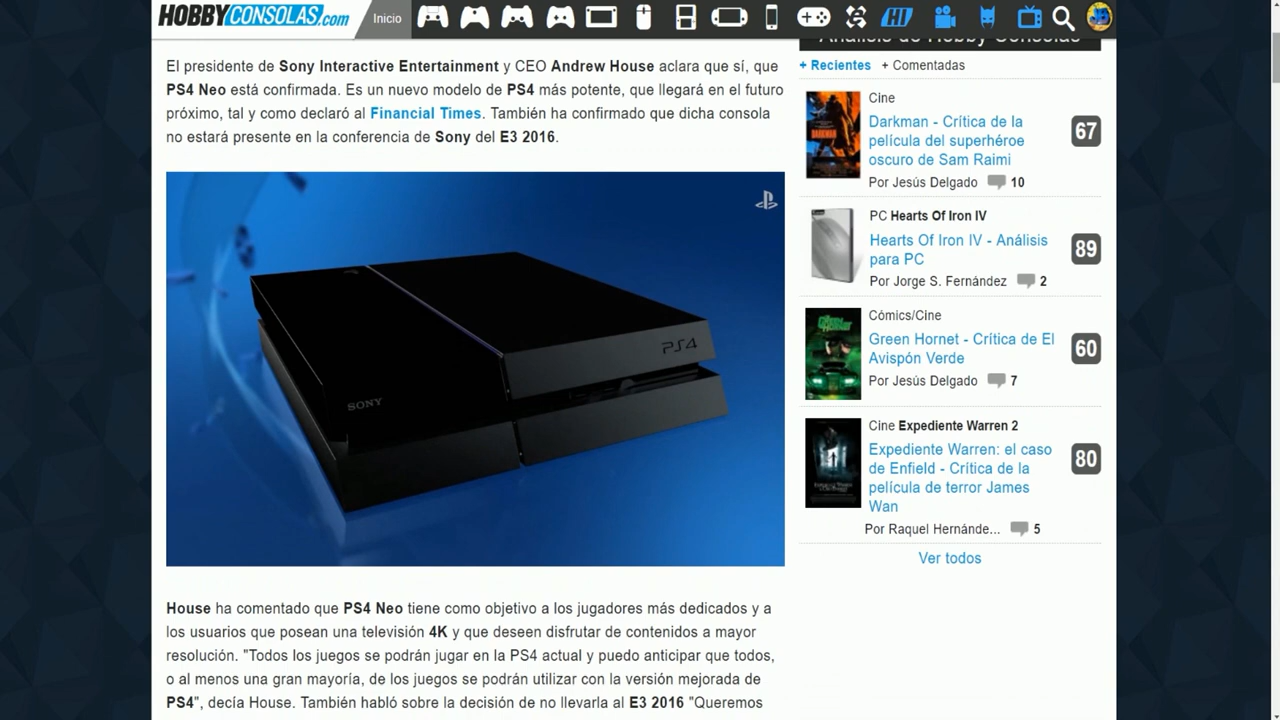 HOBBYCONSOLAS.com
Inicio
El presidente de Sony Interactive Entertainment y CEO Andrew House aclara que sí, que
PS4 Neo está confirmada. Es un nuevo modelo de PS4 más potente, que llegará en el futuro
próximo, tal y como declaró al Financial Times. También ha confirmado que dicha consola
no estará presente en la conferencia de Sony del E3 2016.
SONY
PS4
House ha comentado que PS4 Neo tiene como objetivo a los jugadores más dedicados y a
los usuarios que posean una televisión 4K y que deseen disfrutar de contenidos a mayor
resolución. "Todos los juegos se podrán jugar en la PS4 actual y puedo anticipar que todos,
o al menos una gran mayoría, de los juegos se podrán utilizar con la versión mejorada de
PS4", decía House. También habló sobre la decisión de no llevarla al E3 2016 "Queremos
Análisis de Hobby Consolas
+ Recientes + Comentadas
Cine
Darkman - Crítica de la
película del superhéroe
oscuro de Sam Raimi
67
Por Jesús Delgado 10
DARKMAN
PC Hearts Of Iron IV
Hearts Of Iron IV - Análisis
para PC
89
Por Jorge S. Fernández 2
Cómics/Cine
Green Hornet - Crítica de El
Avispón Verde
60
Por Jesús Delgado 7
Cine Expediente Warren 2
Expediente Warren: el caso
de Enfield - Crítica de la
película de terror James
Wan
80
Por Raquel Hernánde... 5
Ver todos